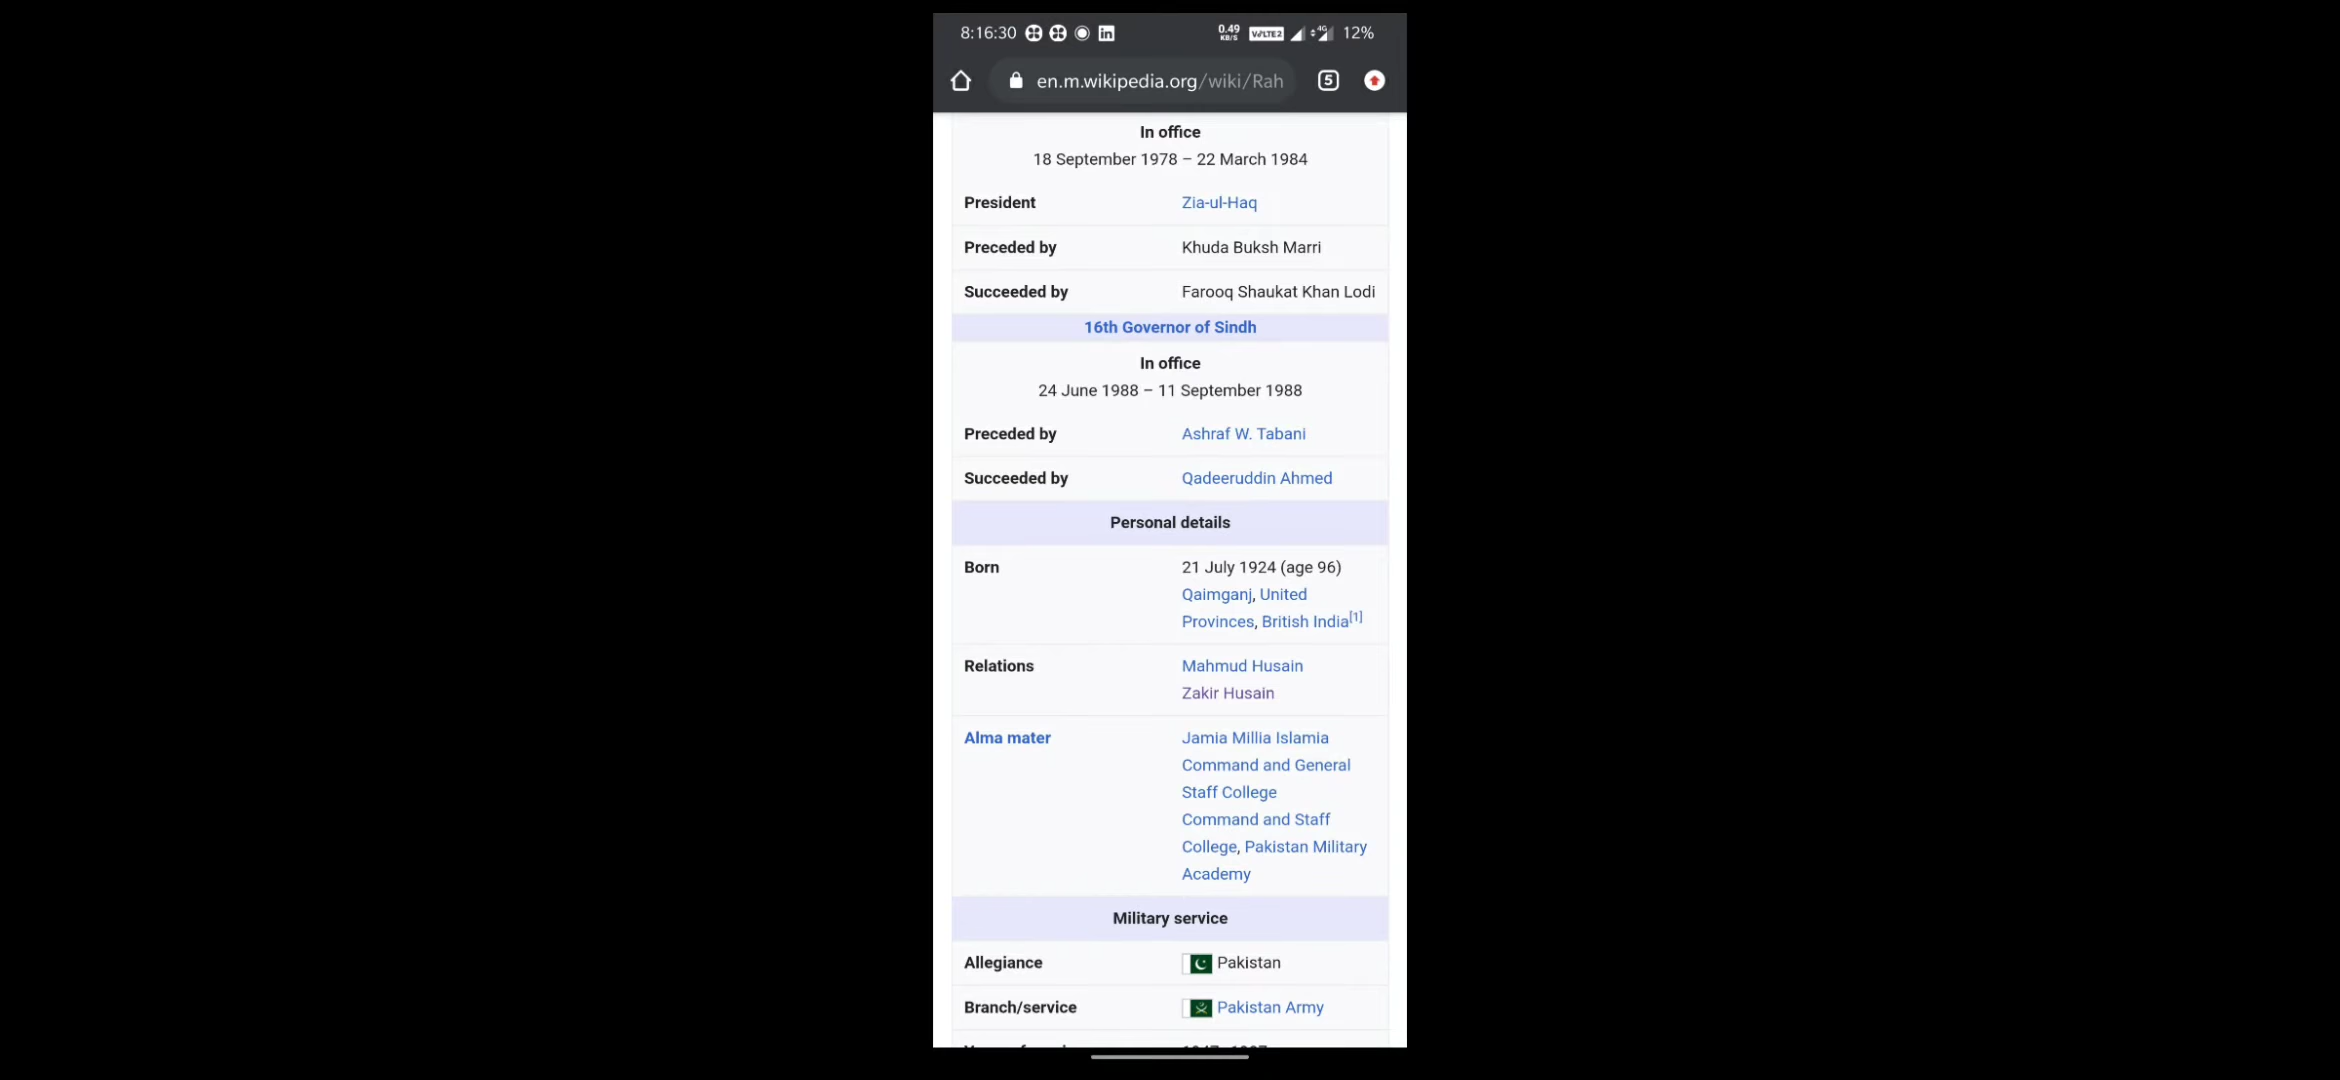 8:16:30 0.49 KB/S VoLTE2 4G 12%
en.m.wikipedia.org/wiki/Rah 5
In office
18 September 1978 – 22 March 1984
President Zia-ul-Haq
Preceded by Khuda Buksh Marri
Succeeded by Farooq Shaukat Khan Lodi
16th Governor of Sindh
In office
24 June 1988 – 11 September 1988
Preceded by Ashraf W. Tabani
Succeeded by Qadeeruddin Ahmed
Personal details
Born 21 July 1924 (age 96)
Qaimganj, United
Provinces, British India[1]
Relations Mahmud Husain
Zakir Husain
Alma mater Jamia Millia Islamia
Command and General
Staff College
Command and Staff
College, Pakistan Military
Academy
Military service
Allegiance Pakistan
Branch/service Pakistan Army